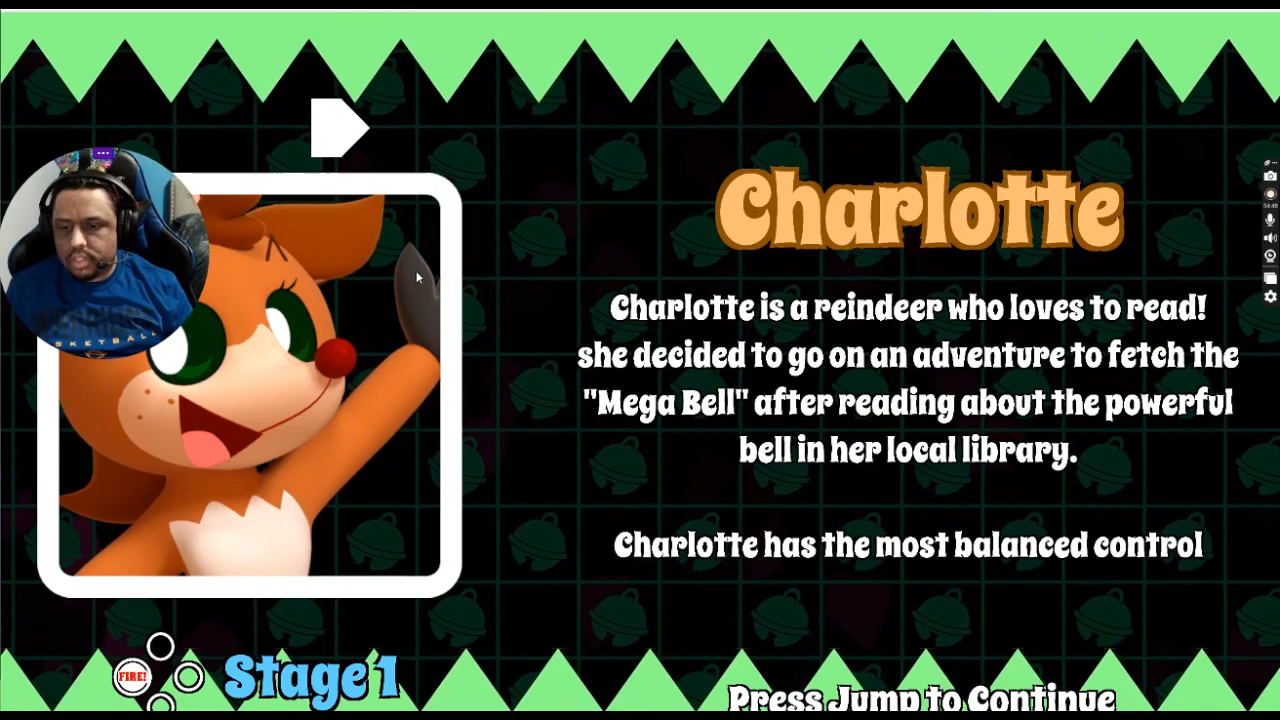 Charlotte
Charlotte is a reindeer who loves to read!
she decided to go on an adventure to fetch the
"Mega Bell" after reading about the powerful
bell in her local library.
Charlotte has the most balanced control
FIRE!
Stage 1
Press Jump to Continue